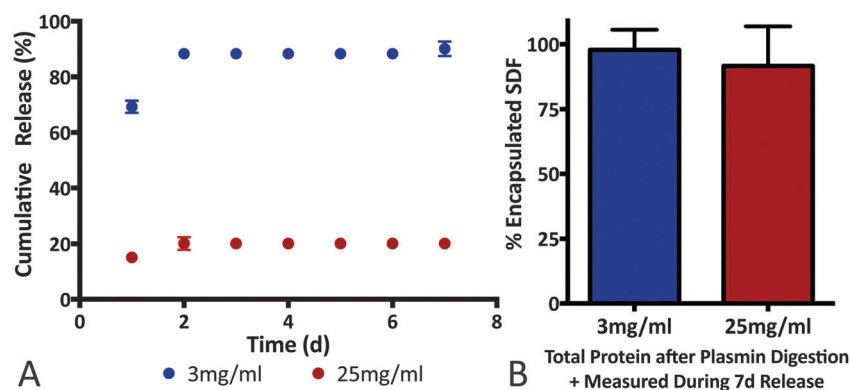 Cumulative Release (%)
100
80
60
40
20
0
0 2 4 6 8
Time (d)
A
3mg/ml 25mg/ml
% Encapsulated SDF
100
75
50
25
0
3mg/ml 25mg/ml
B
Total Protein after Plasmin Digestion
+ Measured During 7d Release